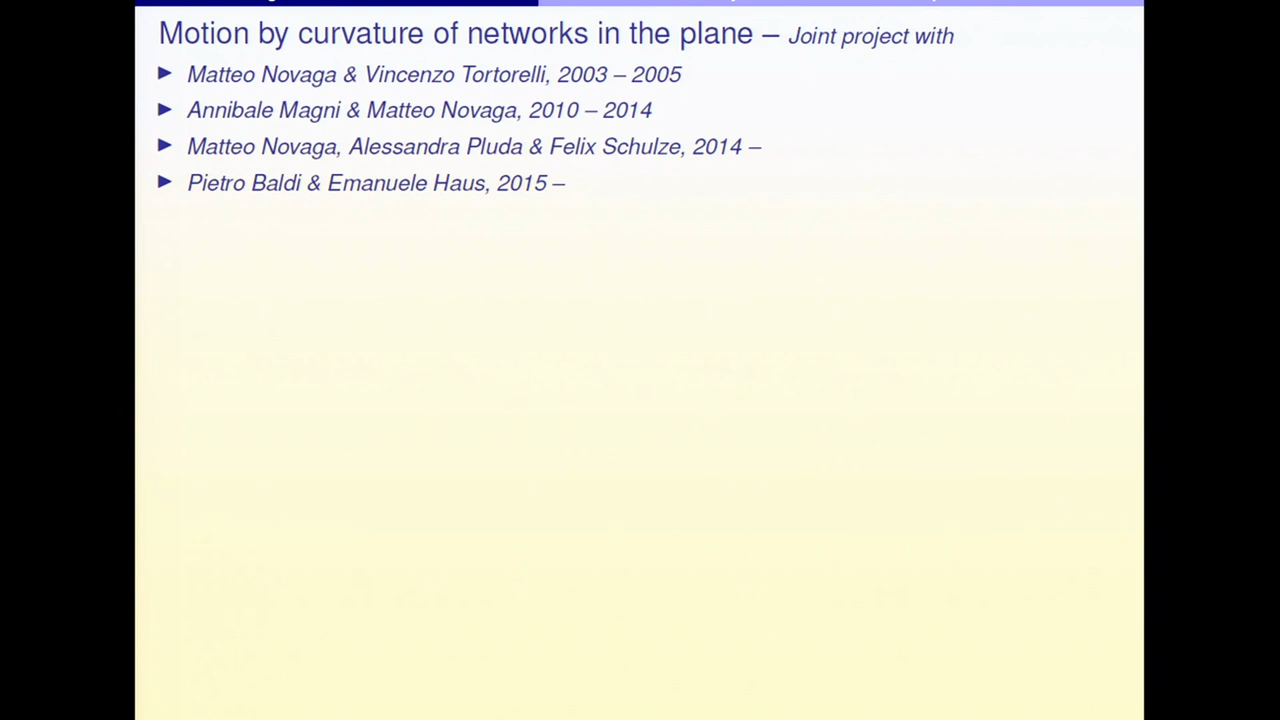 Motion by curvature of networks in the plane – Joint project with
► Matteo Novaga & Vincenzo Tortorelli, 2003 – 2005
► Annibale Magni & Matteo Novaga, 2010 – 2014
► Matteo Novaga, Alessandra Pluda & Felix Schulze, 2014 –
► Pietro Baldi & Emanuele Haus, 2015 –